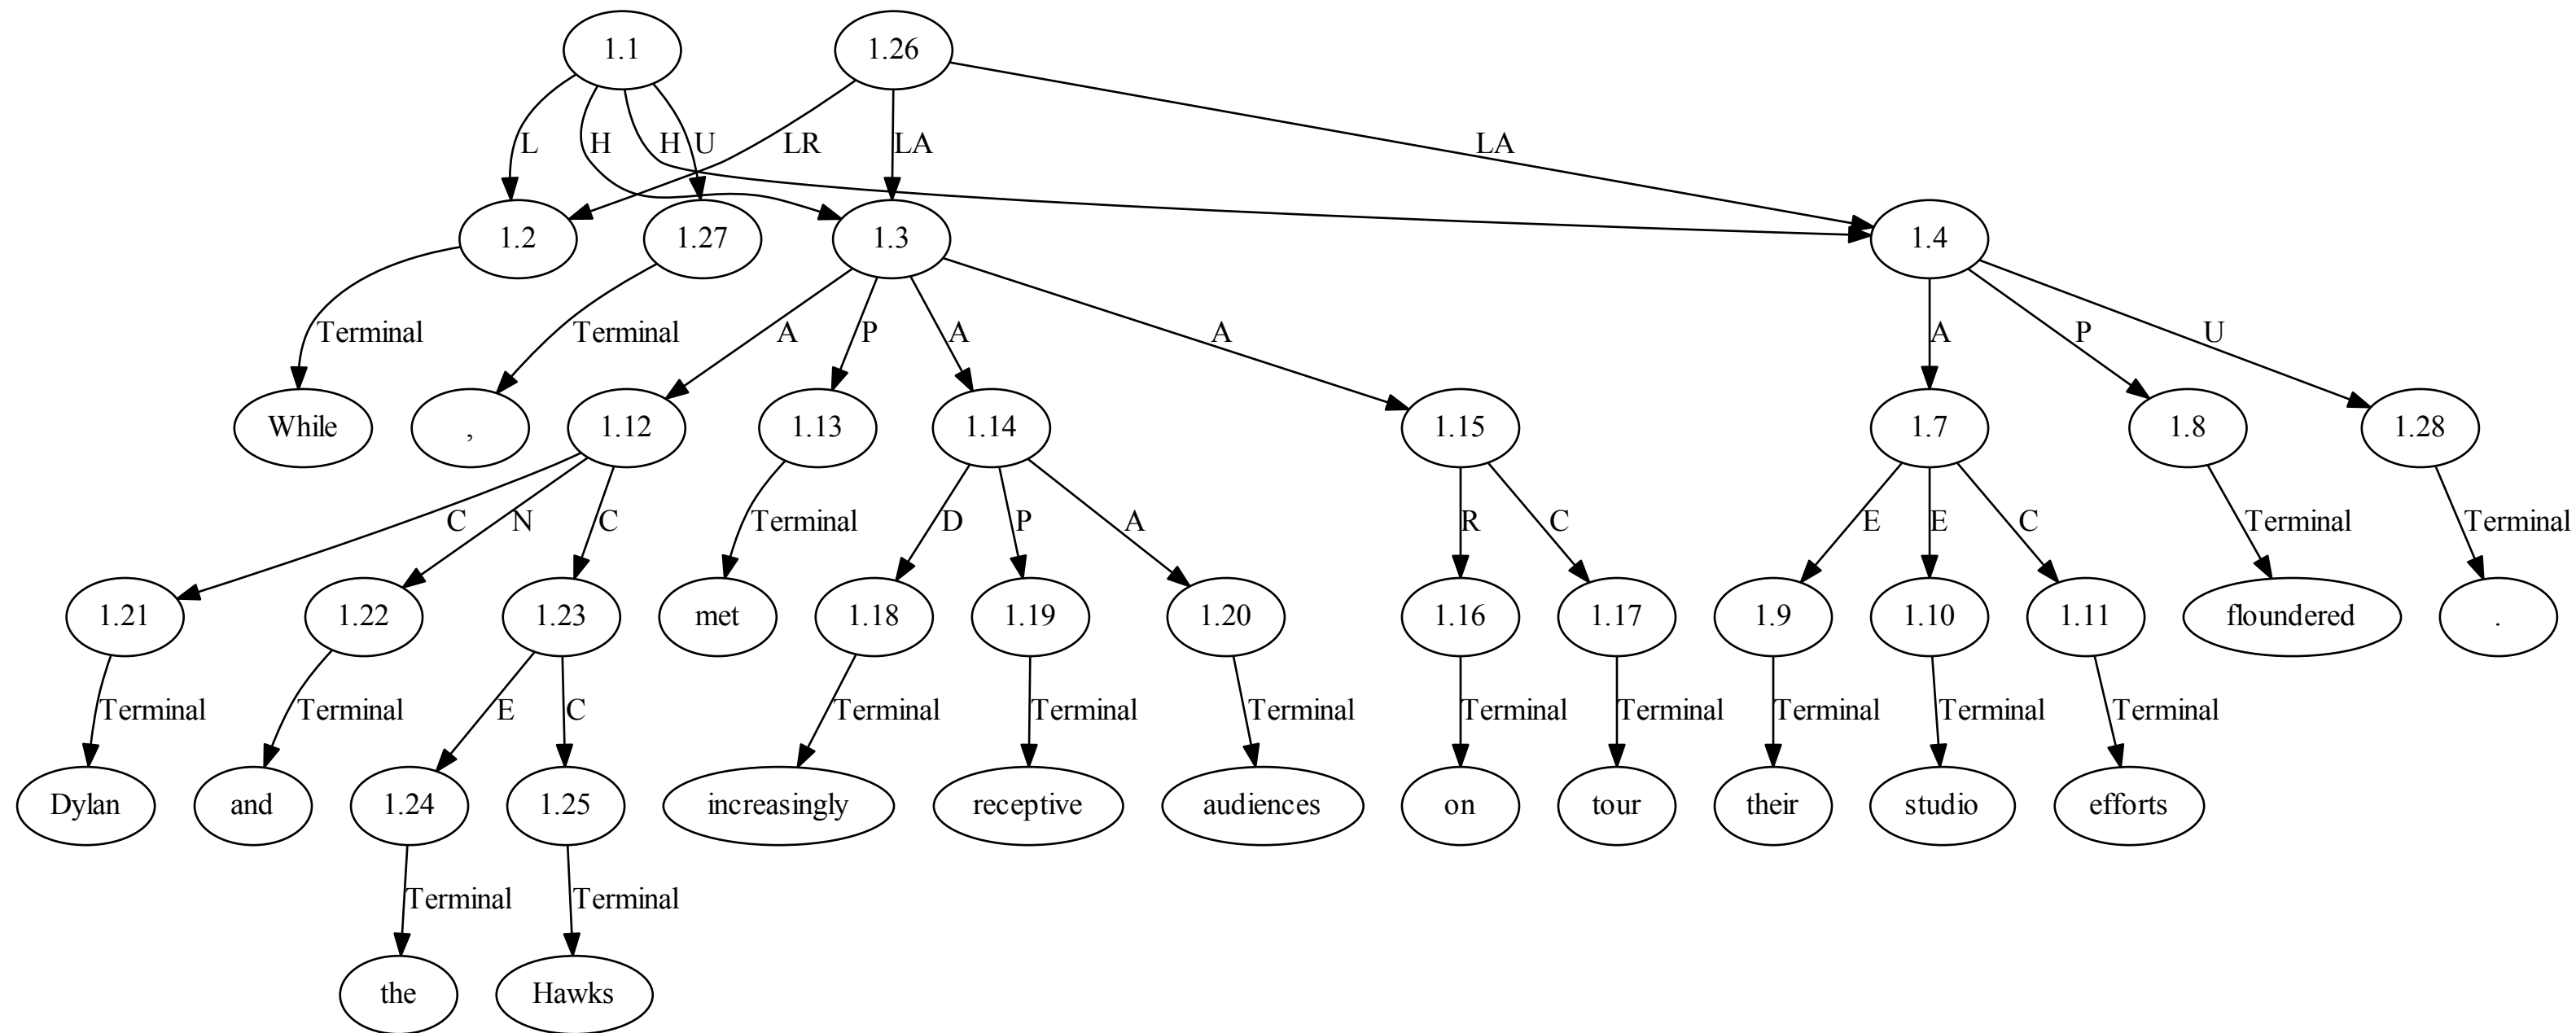 1.1 1.26
L H H U LR LA LA
1.2 1.27 1.3 1.4
Terminal Terminal A P A A A P U
While , 1.12 1.13 1.14 1.15 1.7 1.8 1.28
C N C Terminal D P A R C E E C Terminal Terminal
1.21 1.22 1.23 met 1.18 1.19 1.20 1.16 1.17 1.9 1.10 1.11 floundered .
Terminal Terminal E C Terminal Terminal Terminal Terminal Terminal Terminal Terminal Terminal
Dylan and 1.24 1.25 increasingly receptive audiences on tour their studio efforts
Terminal Terminal
the Hawks